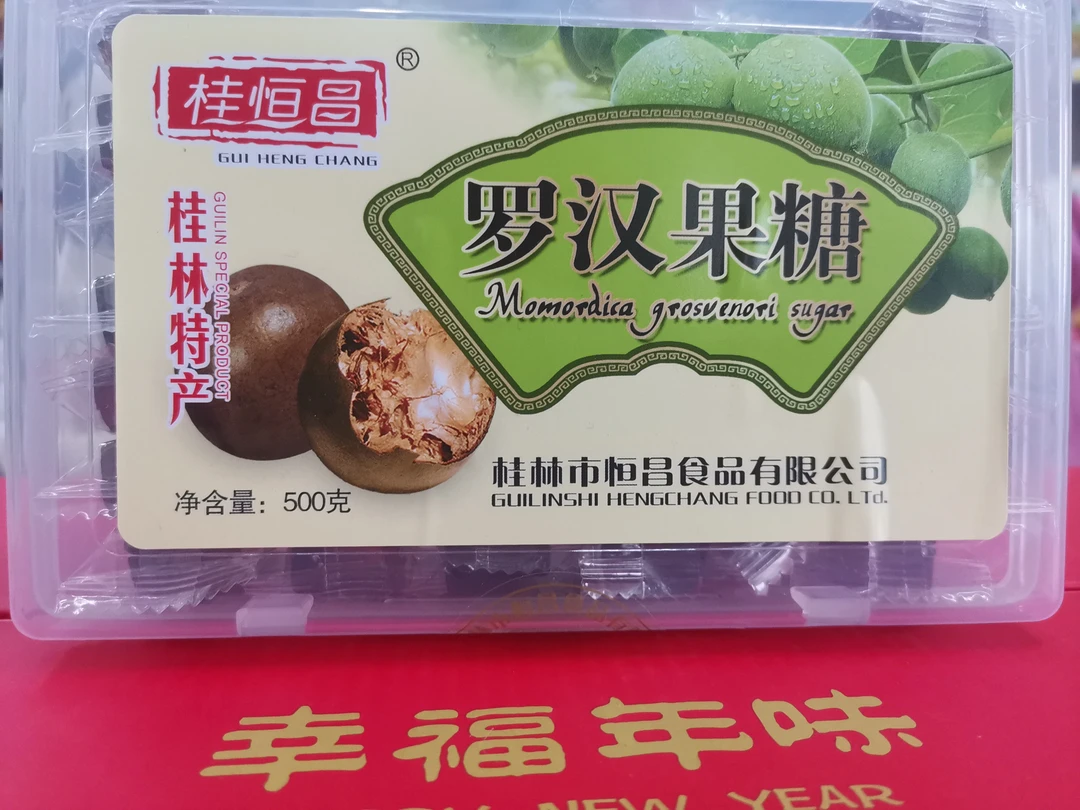 桂恒昌®
GUI HENG CHANG
桂林特产
GUILIN SPECIAL PRODUCT
罗汉果糖
Momordica grosvenori sugar
净含量：500克
桂林市恒昌食品有限公司
GUILINSHI HENGCHANG FOOD CO. LTd.
幸福年味
NEW YEAR